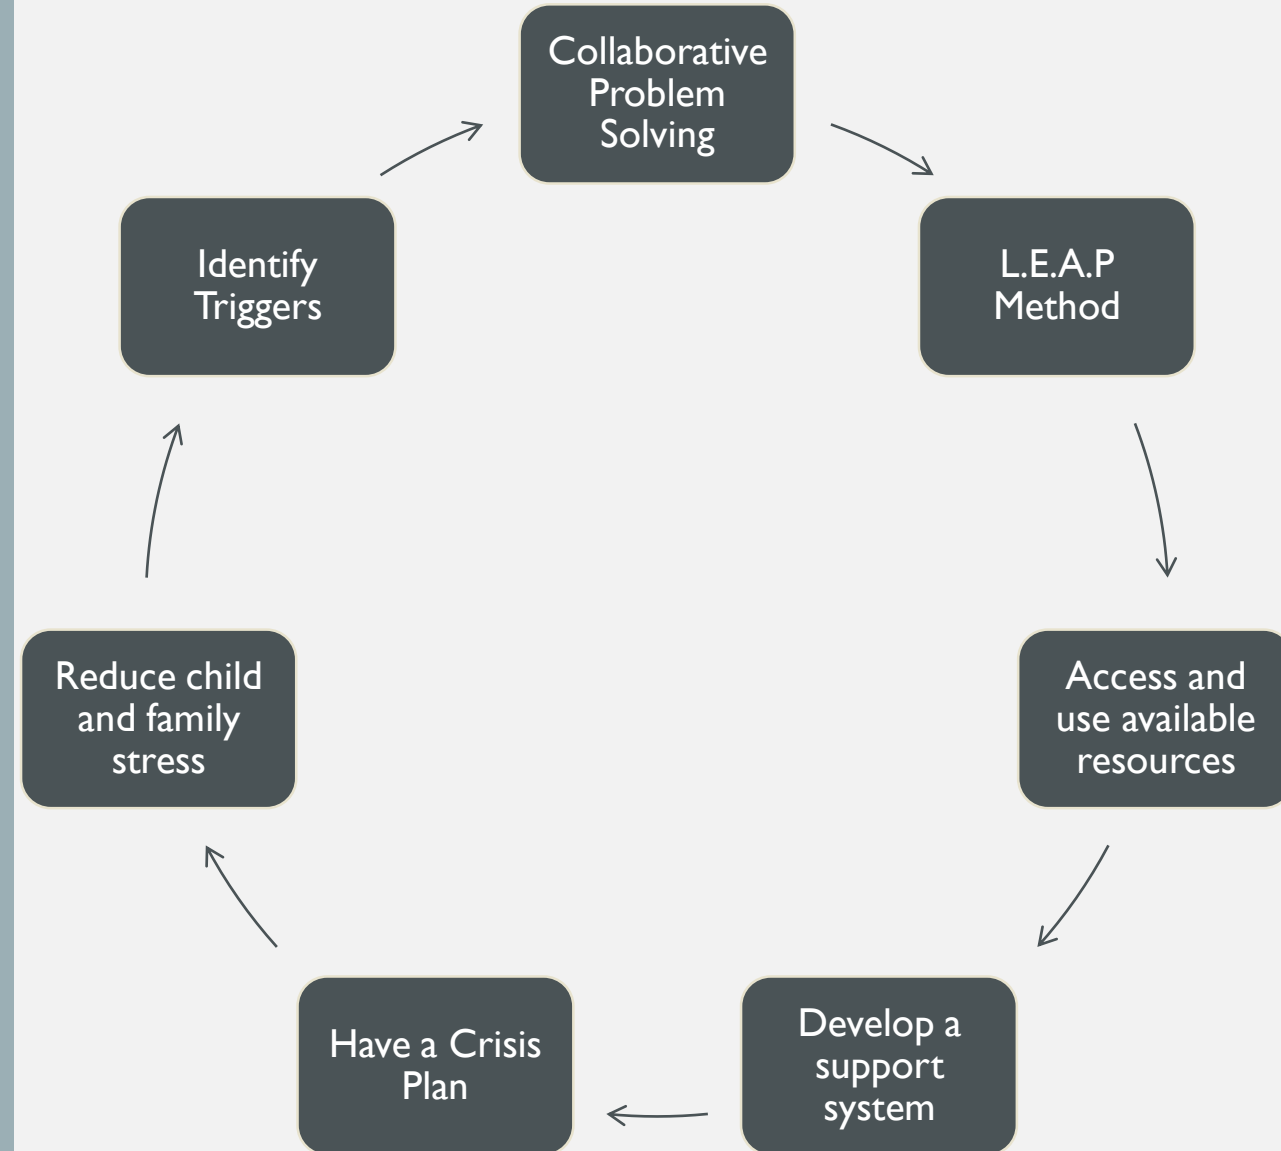 Collaborative
Problem
Solving
L.E.A.P
Method
Access and
use available
resources
Develop a
support
system
Have a Crisis
Plan
Reduce child
and family
stress
Identify
Triggers